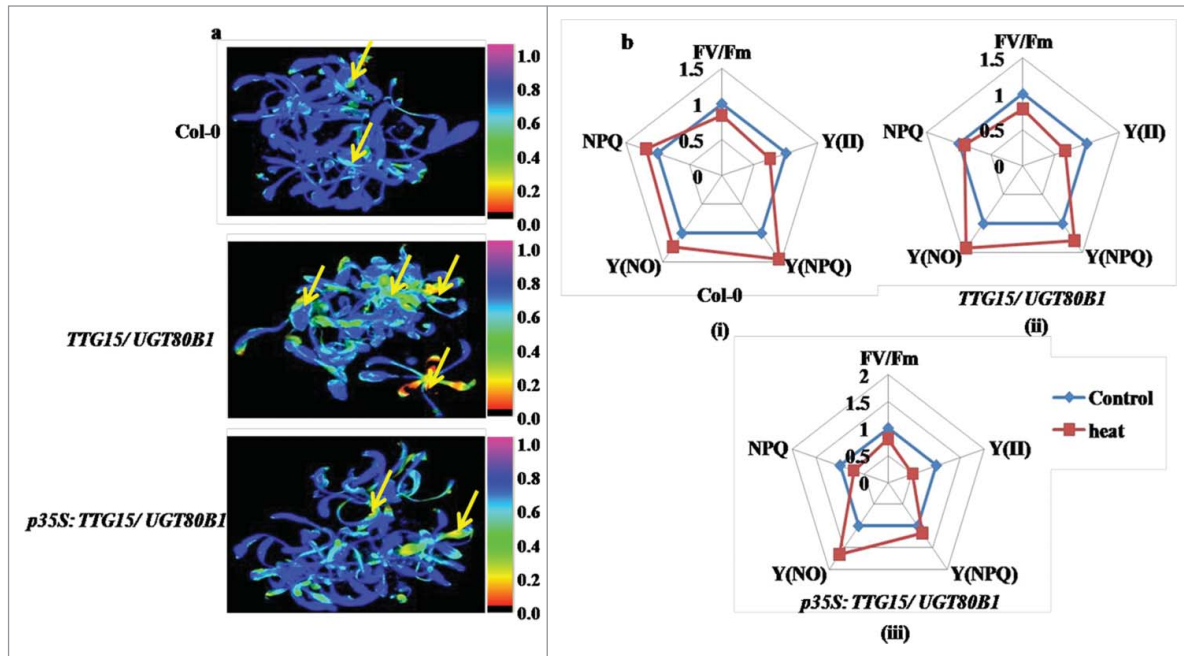 a
Col-0
1.0
0.8
0.6
0.4
0.2
0.0
TTG15/ UGT80B1
1.0
0.8
0.6
0.4
0.2
0.0
p35S: TTG15/ UGT80B1
1.0
0.8
0.6
0.4
0.2
0.0
b
FV/Fm
1.5
1
0.5
0
NPQ
Y(II)
Y(NO)
Y(NPQ)
Col-0
(i)
FV/Fm
1.5
1
0.5
0
NPQ
Y(II)
Y(NO)
Y(NPQ)
TTG15/ UGT80B1
(ii)
FV/Fm
2
1.5
1
0.5
0
NPQ
Y(II)
Y(NO)
Y(NPQ)
p35S: TTG15/ UGT80B1
(iii)
Control
heat